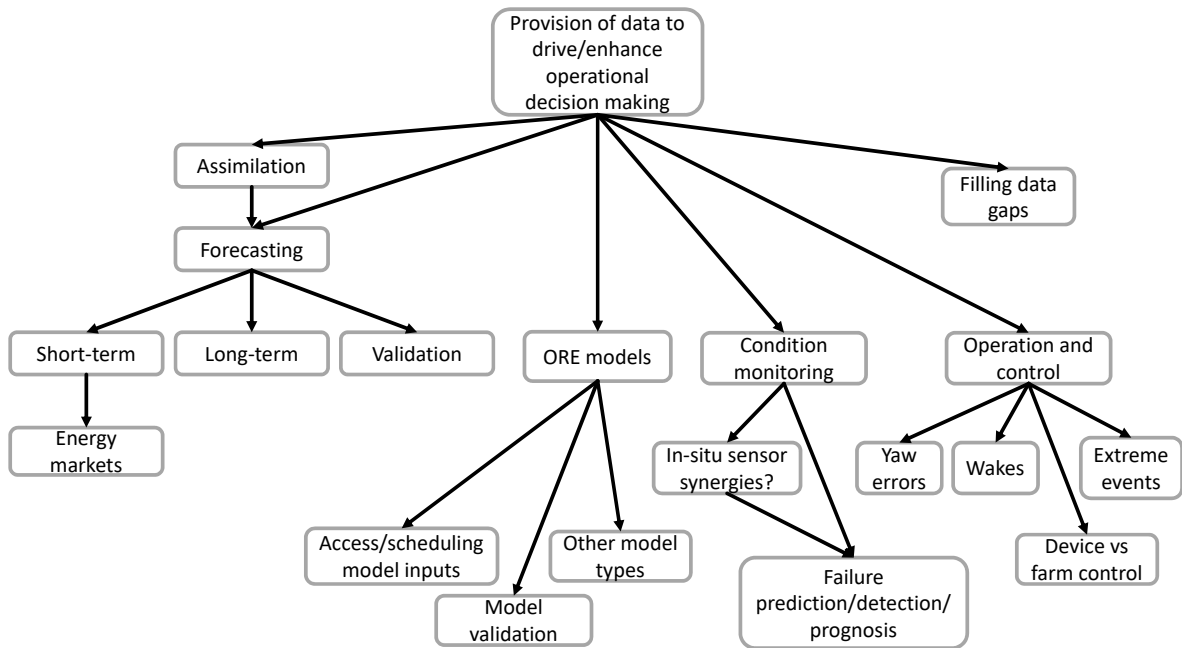 Provision of data to
drive/enhance
operational
decision making
Assimilation
Filling data
gaps
Forecasting
Short-term
Long-term
Validation
ORE models
Condition
monitoring
Operation and
control
Energy
markets
In-situ sensor
synergies?
Yaw
errors
Wakes
Extreme
events
Access/scheduling
model inputs
Other model
types
Device vs
farm control
Model
validation
Failure
prediction/detection/
prognosis